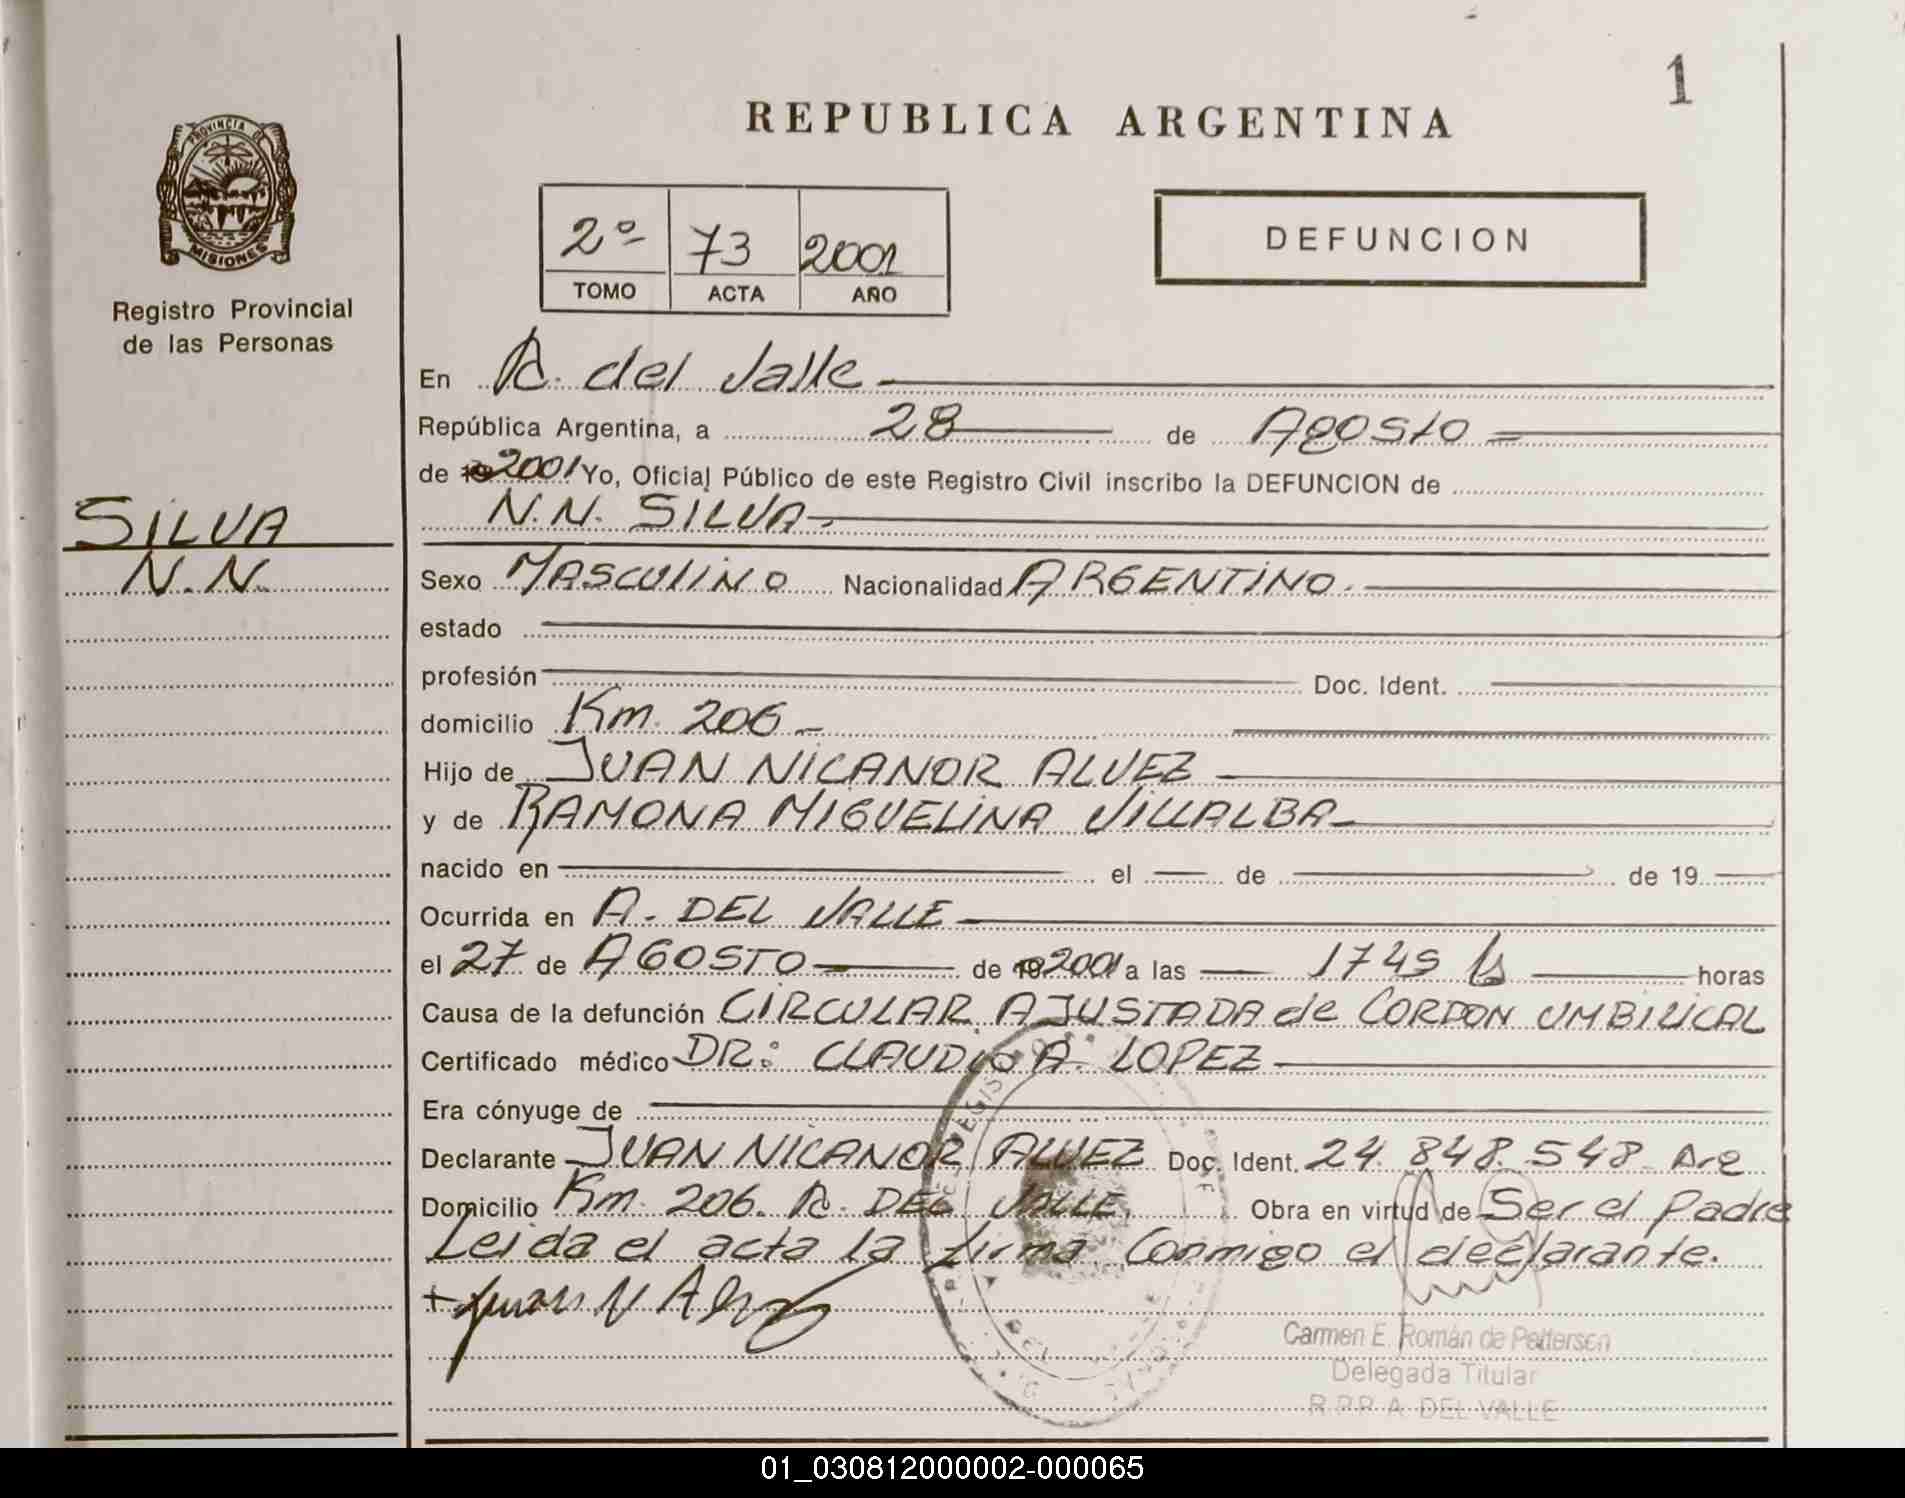 1
REPUBLICA ARGENTINA
PROVINCIA DE
MISIONES
Registro Provincial
de las Personas
2º 73 2001
TOMO ACTA AÑO
DEFUNCION
En A. del Valle
República Argentina, a 28 de Agosto
de 2001 Yo, Oficial Público de este Registro Civil inscribo la DEFUNCION de
N.N. SILVA
SILVA
N.N.
Sexo MASCULINO Nacionalidad ARGENTINO
estado
profesión Doc. Ident.
domicilio Km. 206
Hijo de JUAN NICANOR ALVEZ
y de RAMONA MIGUELINA VILLALBA
nacido en el de de 19
Ocurrida en A. DEL VALLE
el 27 de AGOSTO de 2001 a las 1745 hs horas
Causa de la defunción CIRCULAR AJUSTADA de CORDON UMBILICAL
Certificado médico DR: CLAUDIO A. LOPEZ
Era cónyuge de
Declarante JUAN NICANOR ALVEZ Doc. Ident. 24.848.548
Domicilio Km. 206. A. DEL VALLE. Obra en virtud de Ser el Padre
Leida el acta la firma Conmigo el declarante.
Juan N Alvez
Carmen E. Román de Pettersen
Delegada Titular
R.P.P. A. DEL VALLE
01_030812000002-000065